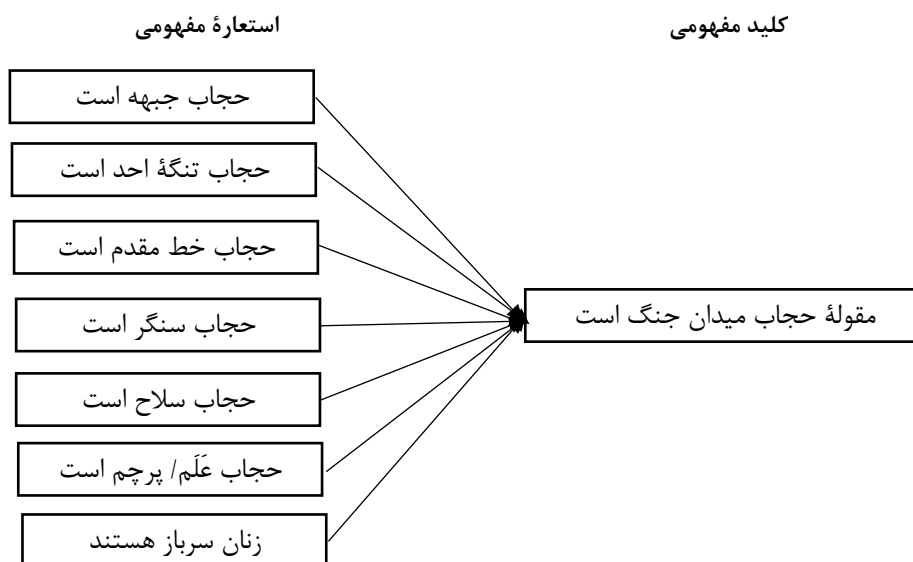 کلید مفهومی
استعارهٔ مفهومی
حجاب جبهه است
حجاب تنگهٔ احد است
حجاب خط مقدم است
حجاب سنگر است
حجاب سلاح است
حجاب عَلَم/ پرچم است
زنان سرباز هستند
مقولهٔ حجاب میدان جنگ است